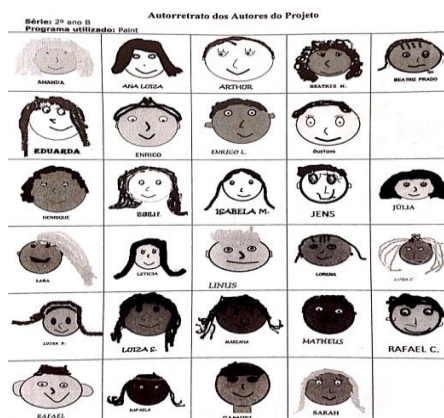 Autorretrato dos Autores do Projeto
Série: 2º ano B
Programa utilizado: Paint
AMANDA
ANA LUIZA
ARTHUR
BEATRIZ M.
BEATRIZ PRADO
EDUARDA
ENRICO
ENRICO L.
Gustavo
HENRIQUE
ISABELA M.
JENS
JÚLIA
LARA
LETICIA
LINUS
LORENA
LUISA P.
LUIZA S.
MARIANA
MATHEUS
RAFAEL C.
RAFAEL
RAFAELA
SAMUEL
SARAH